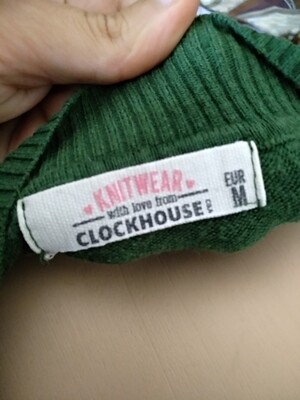 ♥ KNITWEAR ♥
with love from
CLOCKHOUSE
EUR
M